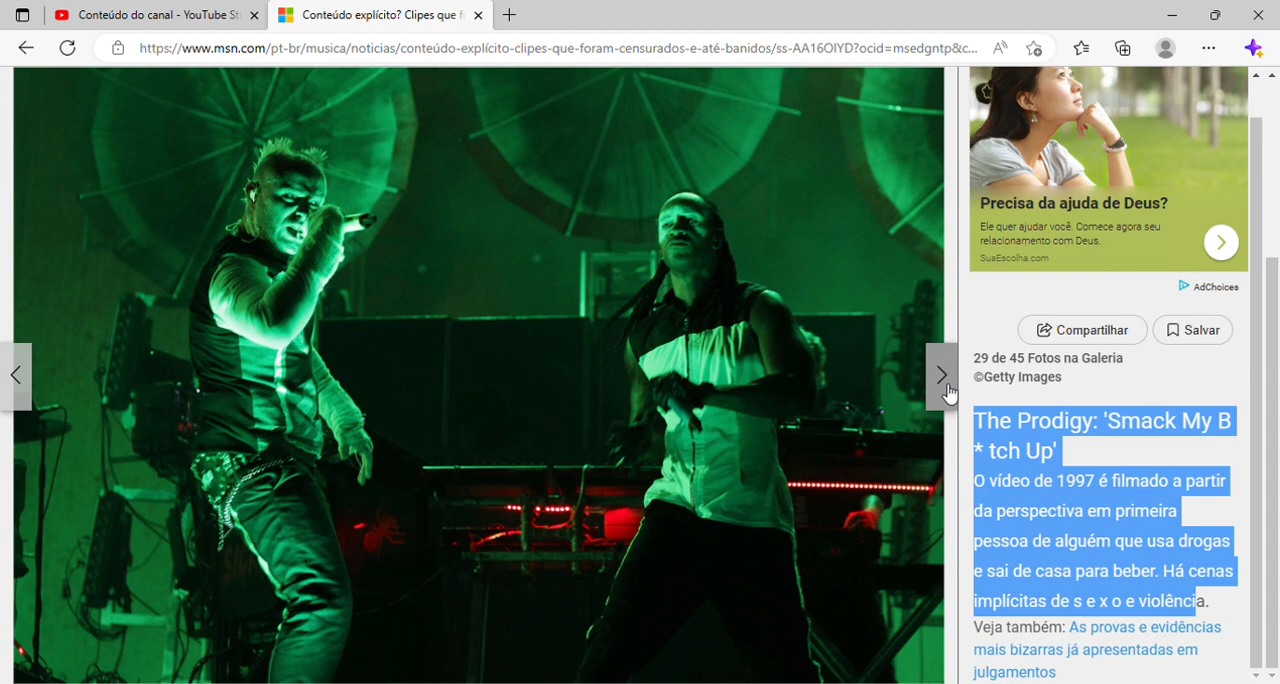 Conteúdo do canal - YouTube St
Conteúdo explícito? Clipes que f
https://www.msn.com/pt-br/musica/noticias/conteúdo-explícito-clipes-que-foram-censurados-e-até-banidos/ss-AA16OIYD?ocid=msedgntp&c...
Precisa da ajuda de Deus?
Ele quer ajudar você. Comece agora seu
relacionamento com Deus.
SuaEscolha.com
AdChoices
Compartilhar
Salvar
29 de 45 Fotos na Galeria
©Getty Images
The Prodigy: 'Smack My B
* tch Up'
O vídeo de 1997 é filmado a partir
da perspectiva em primeira
pessoa de alguém que usa drogas
e sai de casa para beber. Há cenas
implícitas de s e x o e violência.
Veja também: As provas e evidências
mais bizarras já apresentadas em
julgamentos